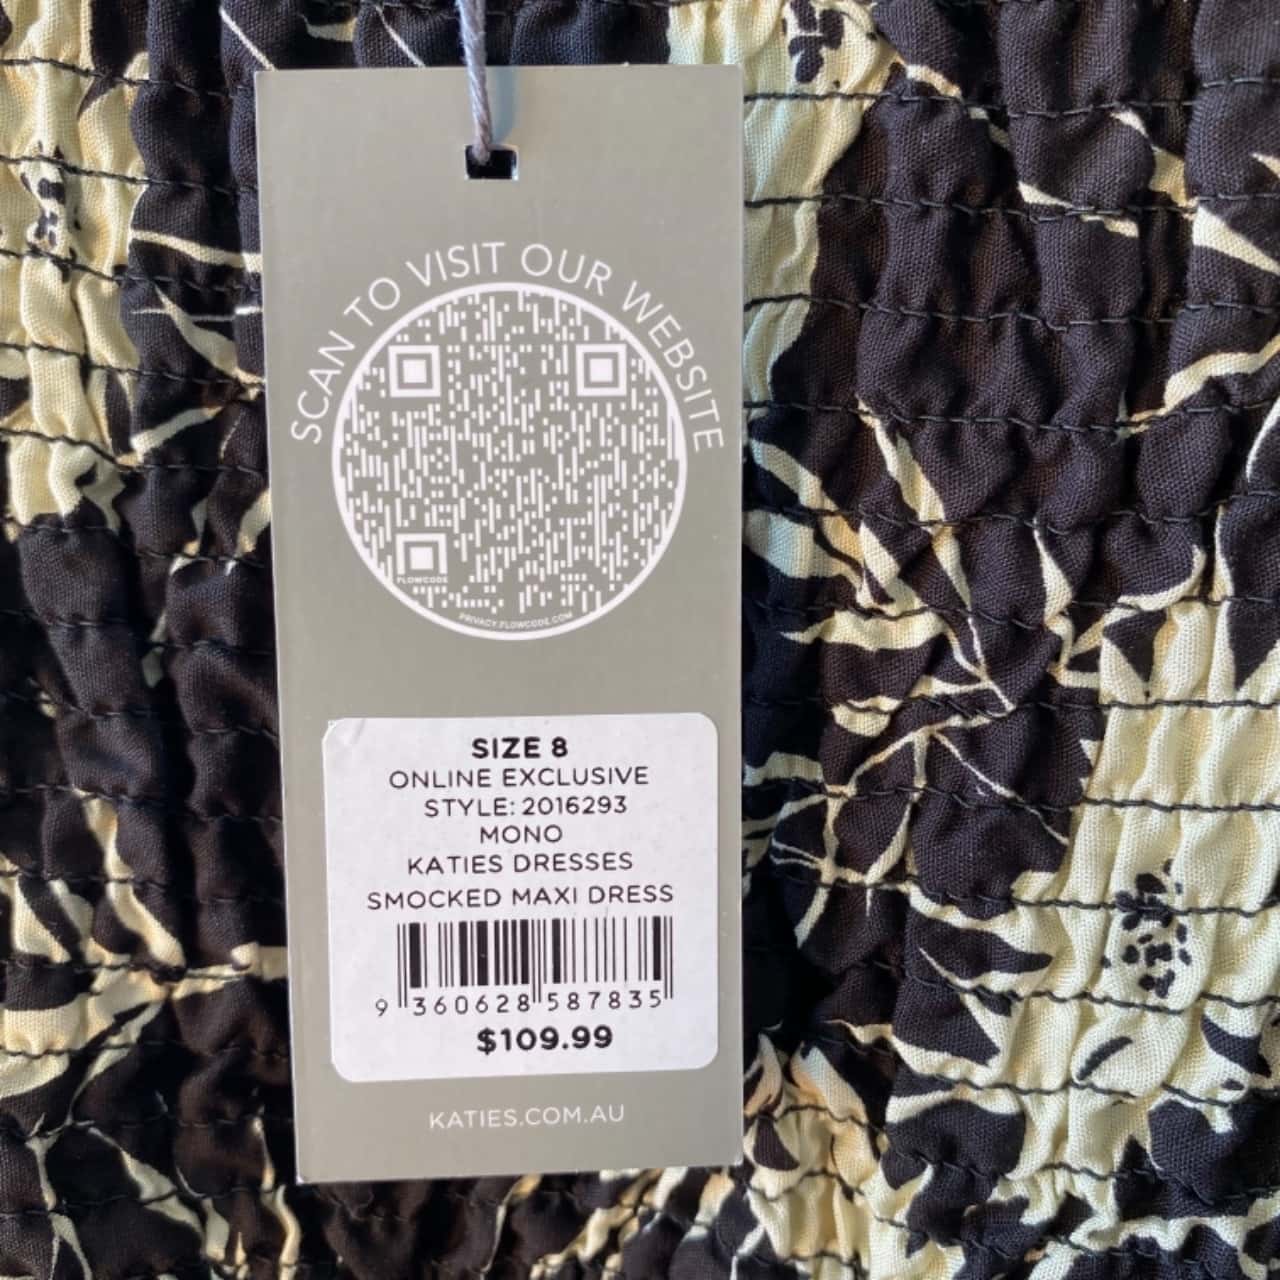 SCAN TO VISIT OUR WEBSITE
FLOWCODE
PRIVACY.FLOWCODE.COM
SIZE 8
ONLINE EXCLUSIVE
STYLE: 2016293
MONO
KATIES DRESSES
SMOCKED MAXI DRESS
9 360628 587835
$109.99
KATIES.COM.AU